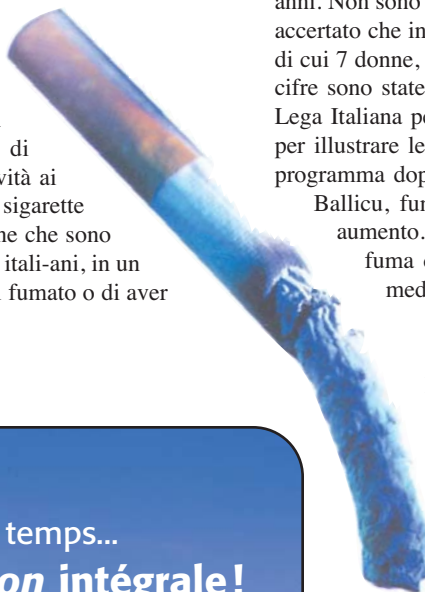 di
vità ai
sigarette
ne che sono
itali-ani, in un
fumato o di aver
anni. Non sono
accertato che in
di cui 7 donne,
cifre sono state
Lega Italiana pe
per illustrare le
programma dop
Ballicu, fun
aumento.
fuma
med
temps...
on intégrale !